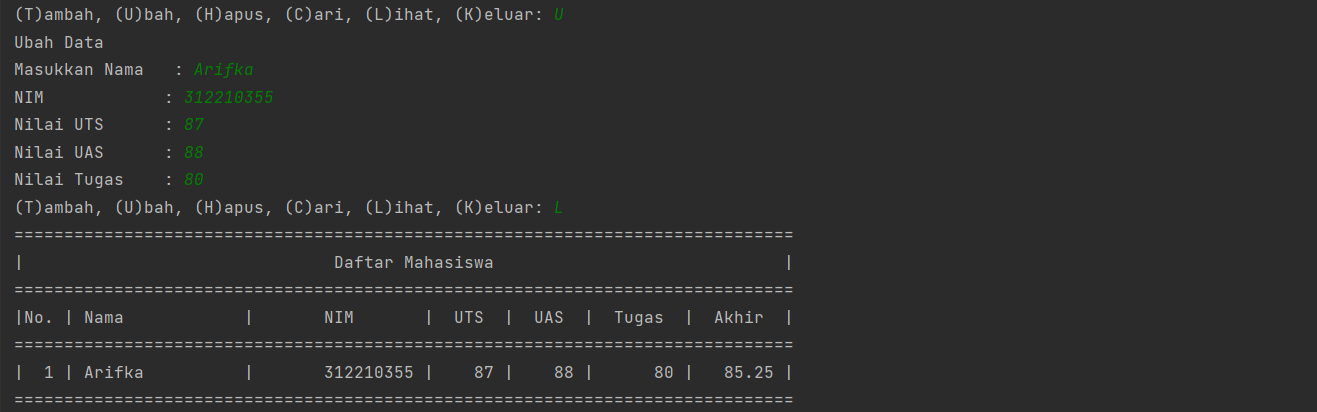 (T)ambah, (U)bah, (H)apus, (C)ari, (L)ihat, (K)eluar: U
Ubah Data
Masukkan Nama   : Arifka
NIM            : 312210355
Nilai UTS      : 87
Nilai UAS      : 88
Nilai Tugas    : 80
(T)ambah, (U)bah, (H)apus, (C)ari, (L)ihat, (K)eluar: L
==============================================================================
|                               Daftar Mahasiswa                             |
==============================================================================
|No. | Nama            |       NIM       |  UTS  |  UAS  |  Tugas  |  Akhir  |
==============================================================================
|  1 | Arifka          |       312210355 |    87 |    88 |      80 |   85.25 |
==============================================================================